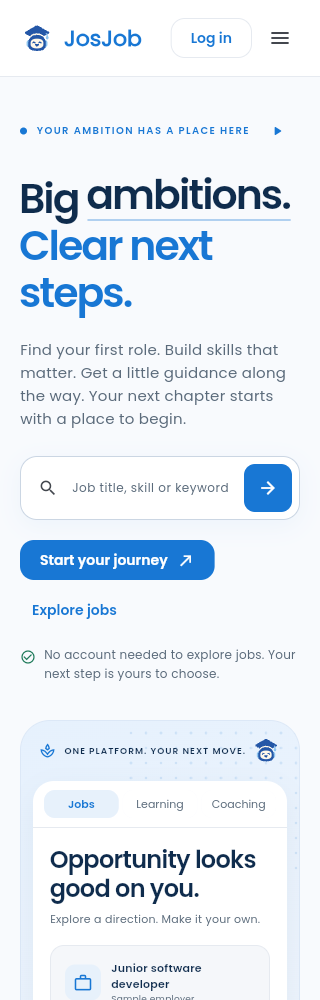 JosJob
Log in
YOUR AMBITION HAS A PLACE HERE
Big ambitions.
Clear next
steps.
Find your first role. Build skills that
matter. Get a little guidance along
the way. Your next chapter starts
with a place to begin.
Job title, skill or keyword
Start your journey
Explore jobs
No account needed to explore jobs. Your
next step is yours to choose.
ONE PLATFORM. YOUR NEXT MOVE.
Jobs Learning Coaching
Opportunity looks
good on you.
Explore a direction. Make it your own.
Junior software
developer
Sample employer